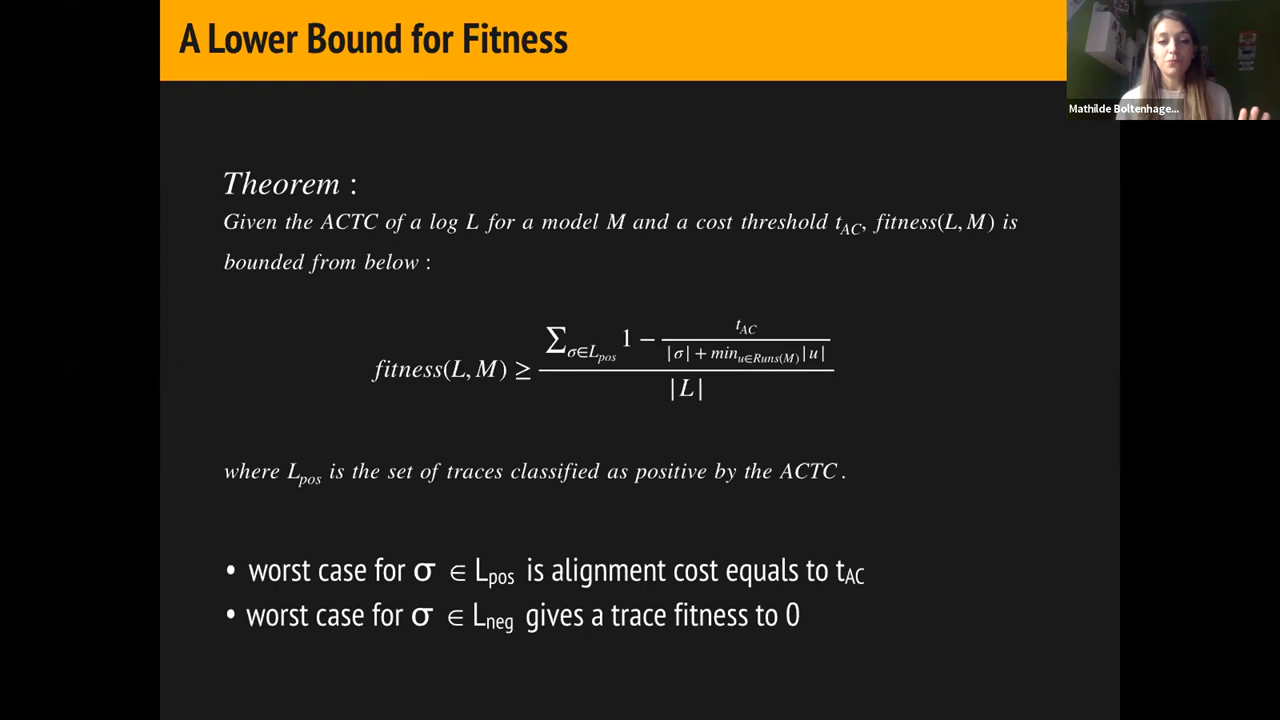 A Lower Bound for Fitness
Mathilde Boltenhage...
Theorem :
Given the ACTC of a log L for a model M and a cost threshold t_AC, fitness(L, M) is
bounded from below :
fitness(L, M) ≥ (∑_{σ∈L_pos} 1 − t_AC / (|σ| + min_{u∈Runs(M)} |u|)) / |L|
where L_pos is the set of traces classified as positive by the ACTC .
• worst case for σ ∈ L_pos is alignment cost equals to t_AC
• worst case for σ ∈ L_neg gives a trace fitness to 0